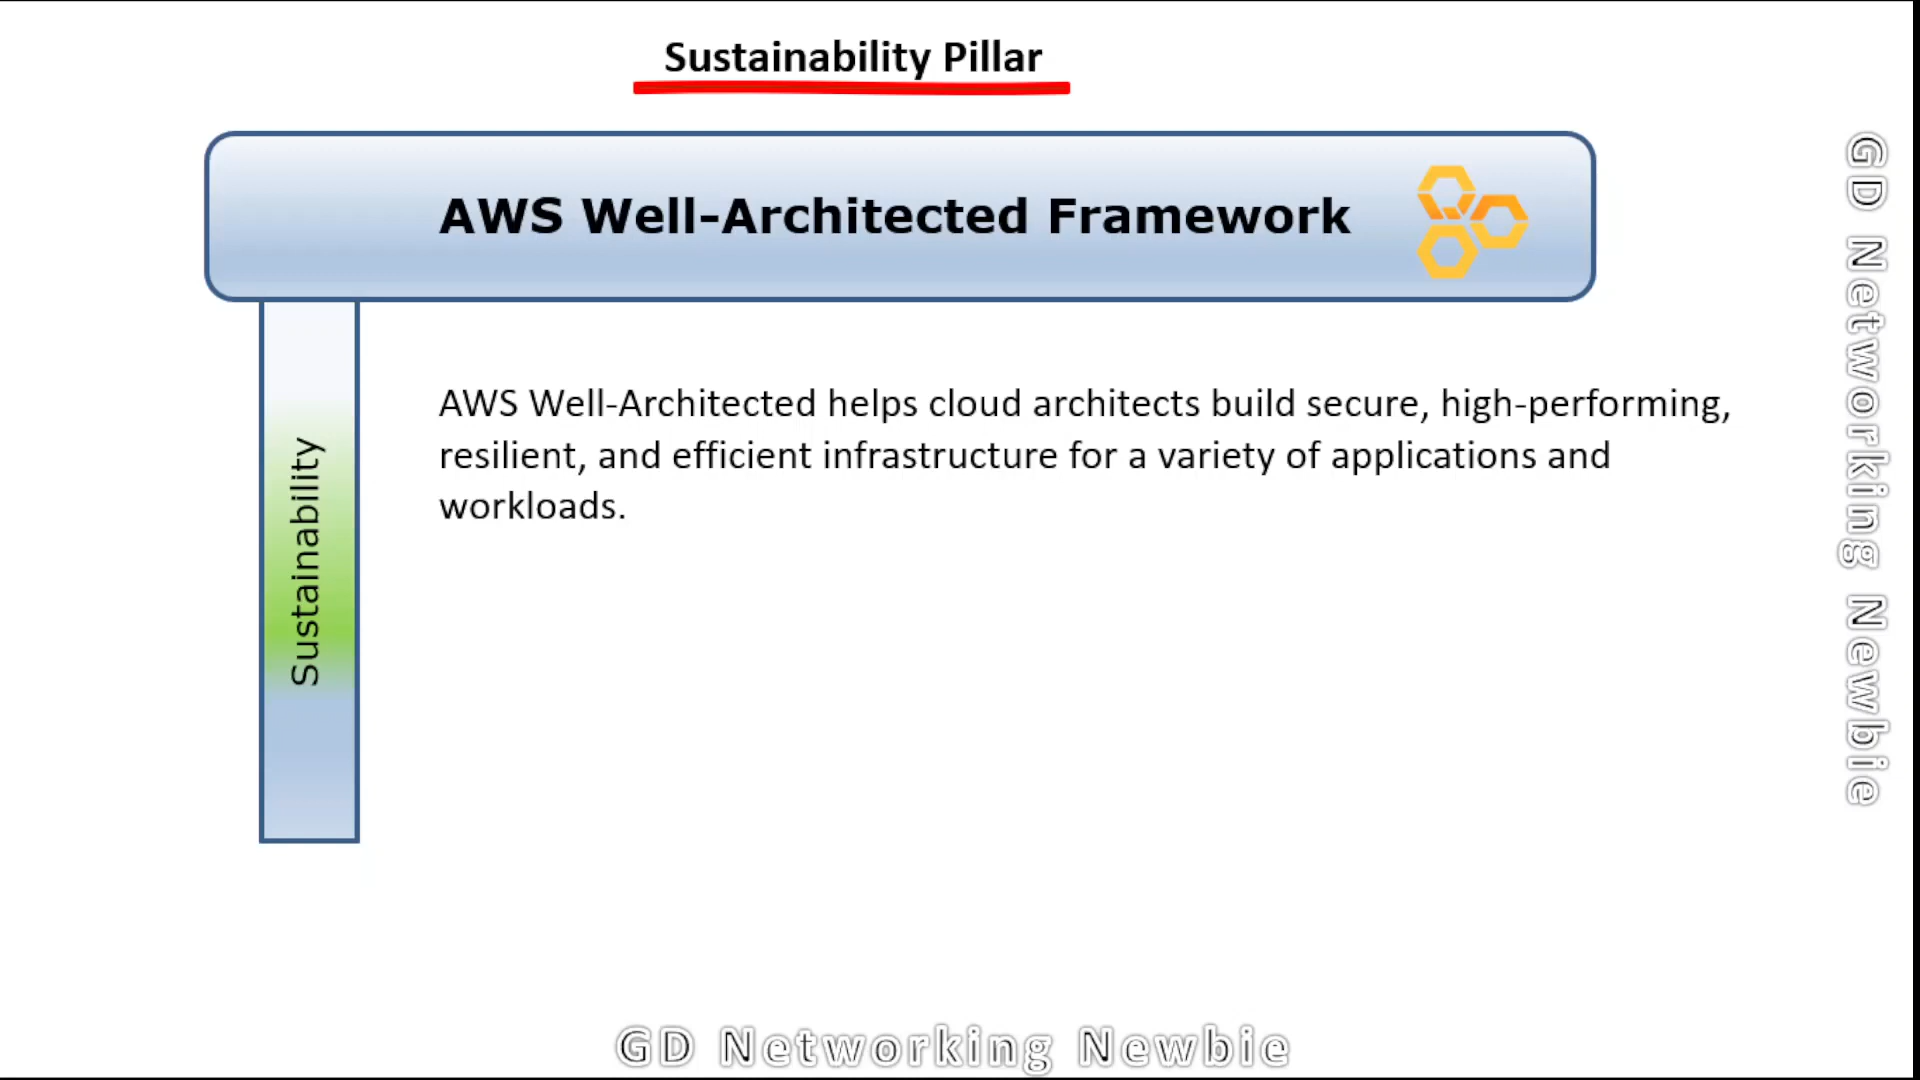 Sustainability Pillar
AWS Well-Architected Framework
Sustainability
AWS Well-Architected helps cloud architects build secure, high-performing,
resilient, and efficient infrastructure for a variety of applications and
workloads.
GD Networking Newbie
GD Networking Newbie